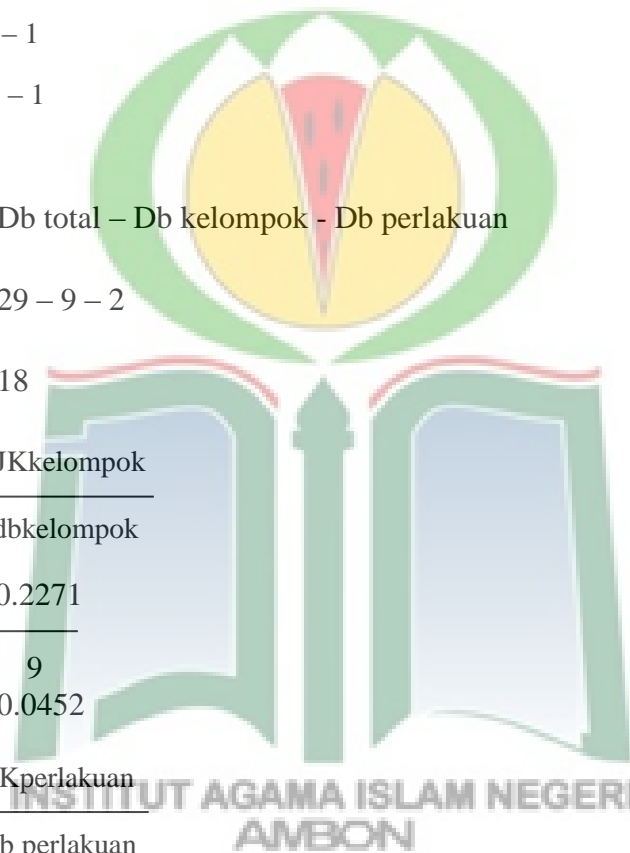 – 1
– 1
Db total – Db kelompok - Db perlakuan
29 – 9 – 2
18
JKkelompok
dbkelompok
0.2271
9
0.0452
Kperlakuan
INSTITUT AGAMA ISLAM NEGERI
AMBON
b perlakuan